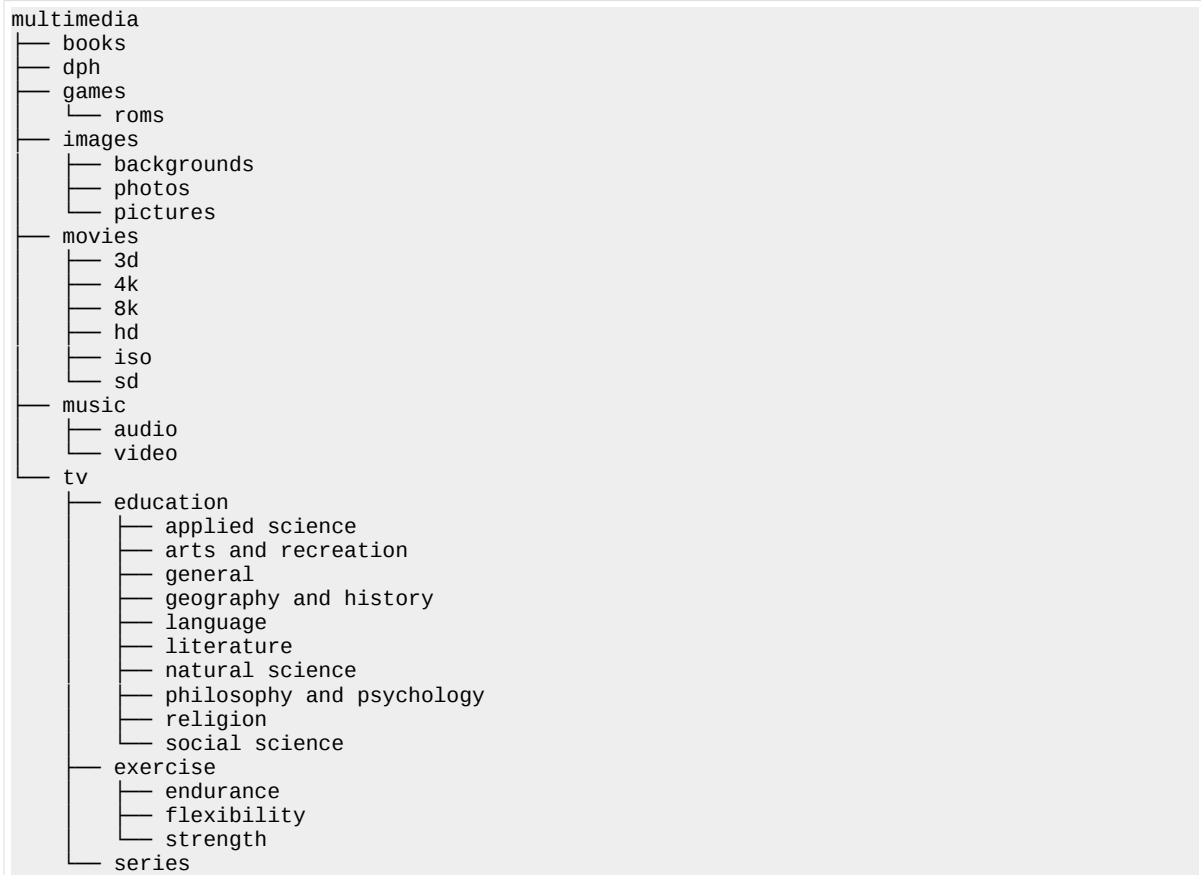 multimedia
├── books
├── dph
├── games
│   └── roms
├── images
│   ├── backgrounds
│   ├── photos
│   └── pictures
├── movies
│   ├── 3d
│   ├── 4k
│   ├── 8k
│   ├── hd
│   ├── iso
│   └── sd
├── music
│   ├── audio
│   └── video
└── tv
    ├── education
    │   ├── applied science
    │   ├── arts and recreation
    │   ├── general
    │   ├── geography and history
    │   ├── language
    │   ├── literature
    │   ├── natural science
    │   ├── philosophy and psychology
    │   ├── religion
    │   └── social science
    ├── exercise
    │   ├── endurance
    │   ├── flexibility
    │   └── strength
    └── series